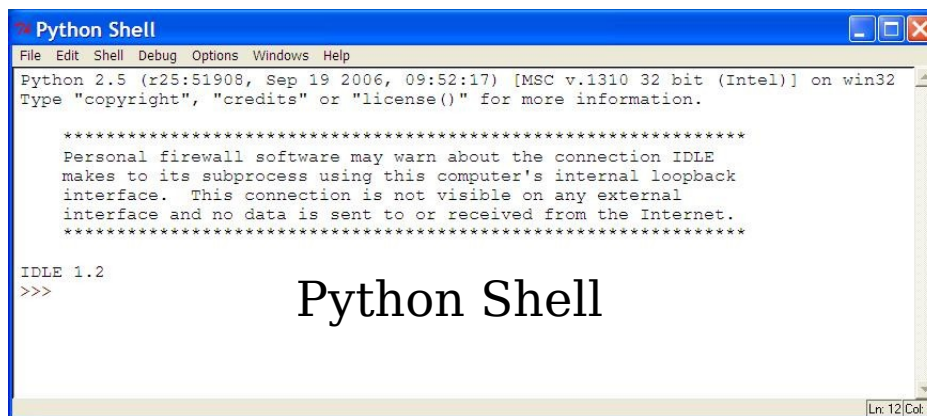 Python Shell
File Edit Shell Debug Options Windows Help
Python 2.5 (r25:51908, Sep 19 2006, 09:52:17) [MSC v.1310 32 bit (Intel)] on win32
Type "copyright", "credits" or "license()" for more information.
****************************************************************
Personal firewall software may warn about the connection IDLE
makes to its subprocess using this computer's internal loopback
interface.  This connection is not visible on any external
interface and no data is sent to or received from the Internet.
****************************************************************
IDLE 1.2
>>>
Python Shell
Ln: 12 Col: